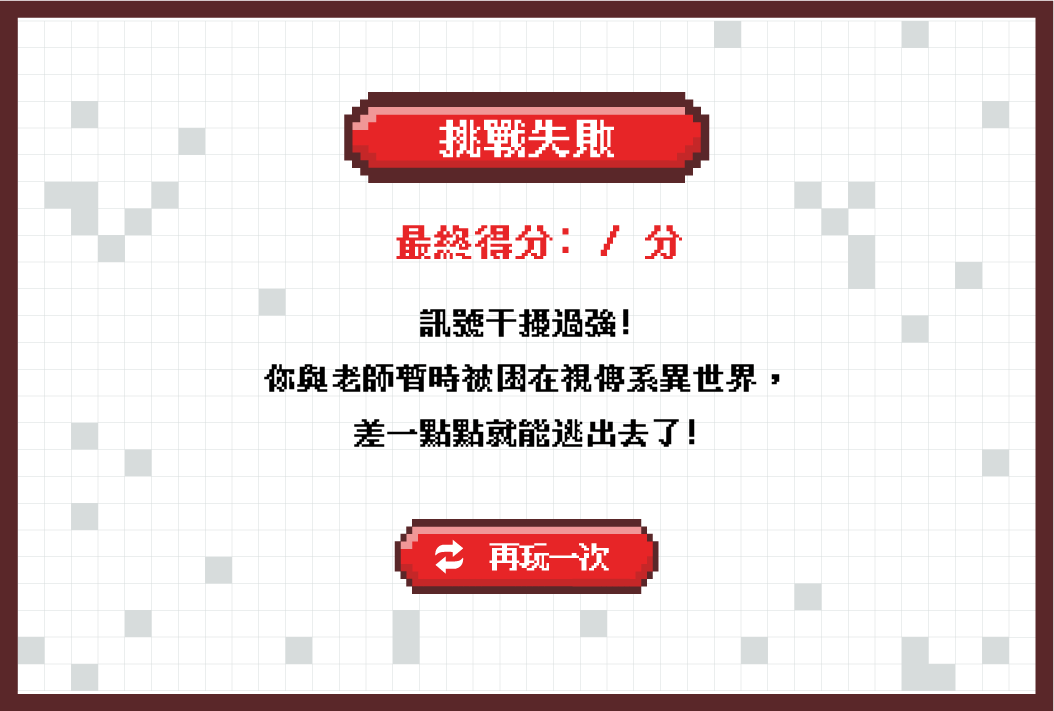 挑戰失敗
最終得分： / 分
訊號干擾過強!
你與老師暫時被困在視傳系異世界，
差一點點就能逃出去了!
再玩一次